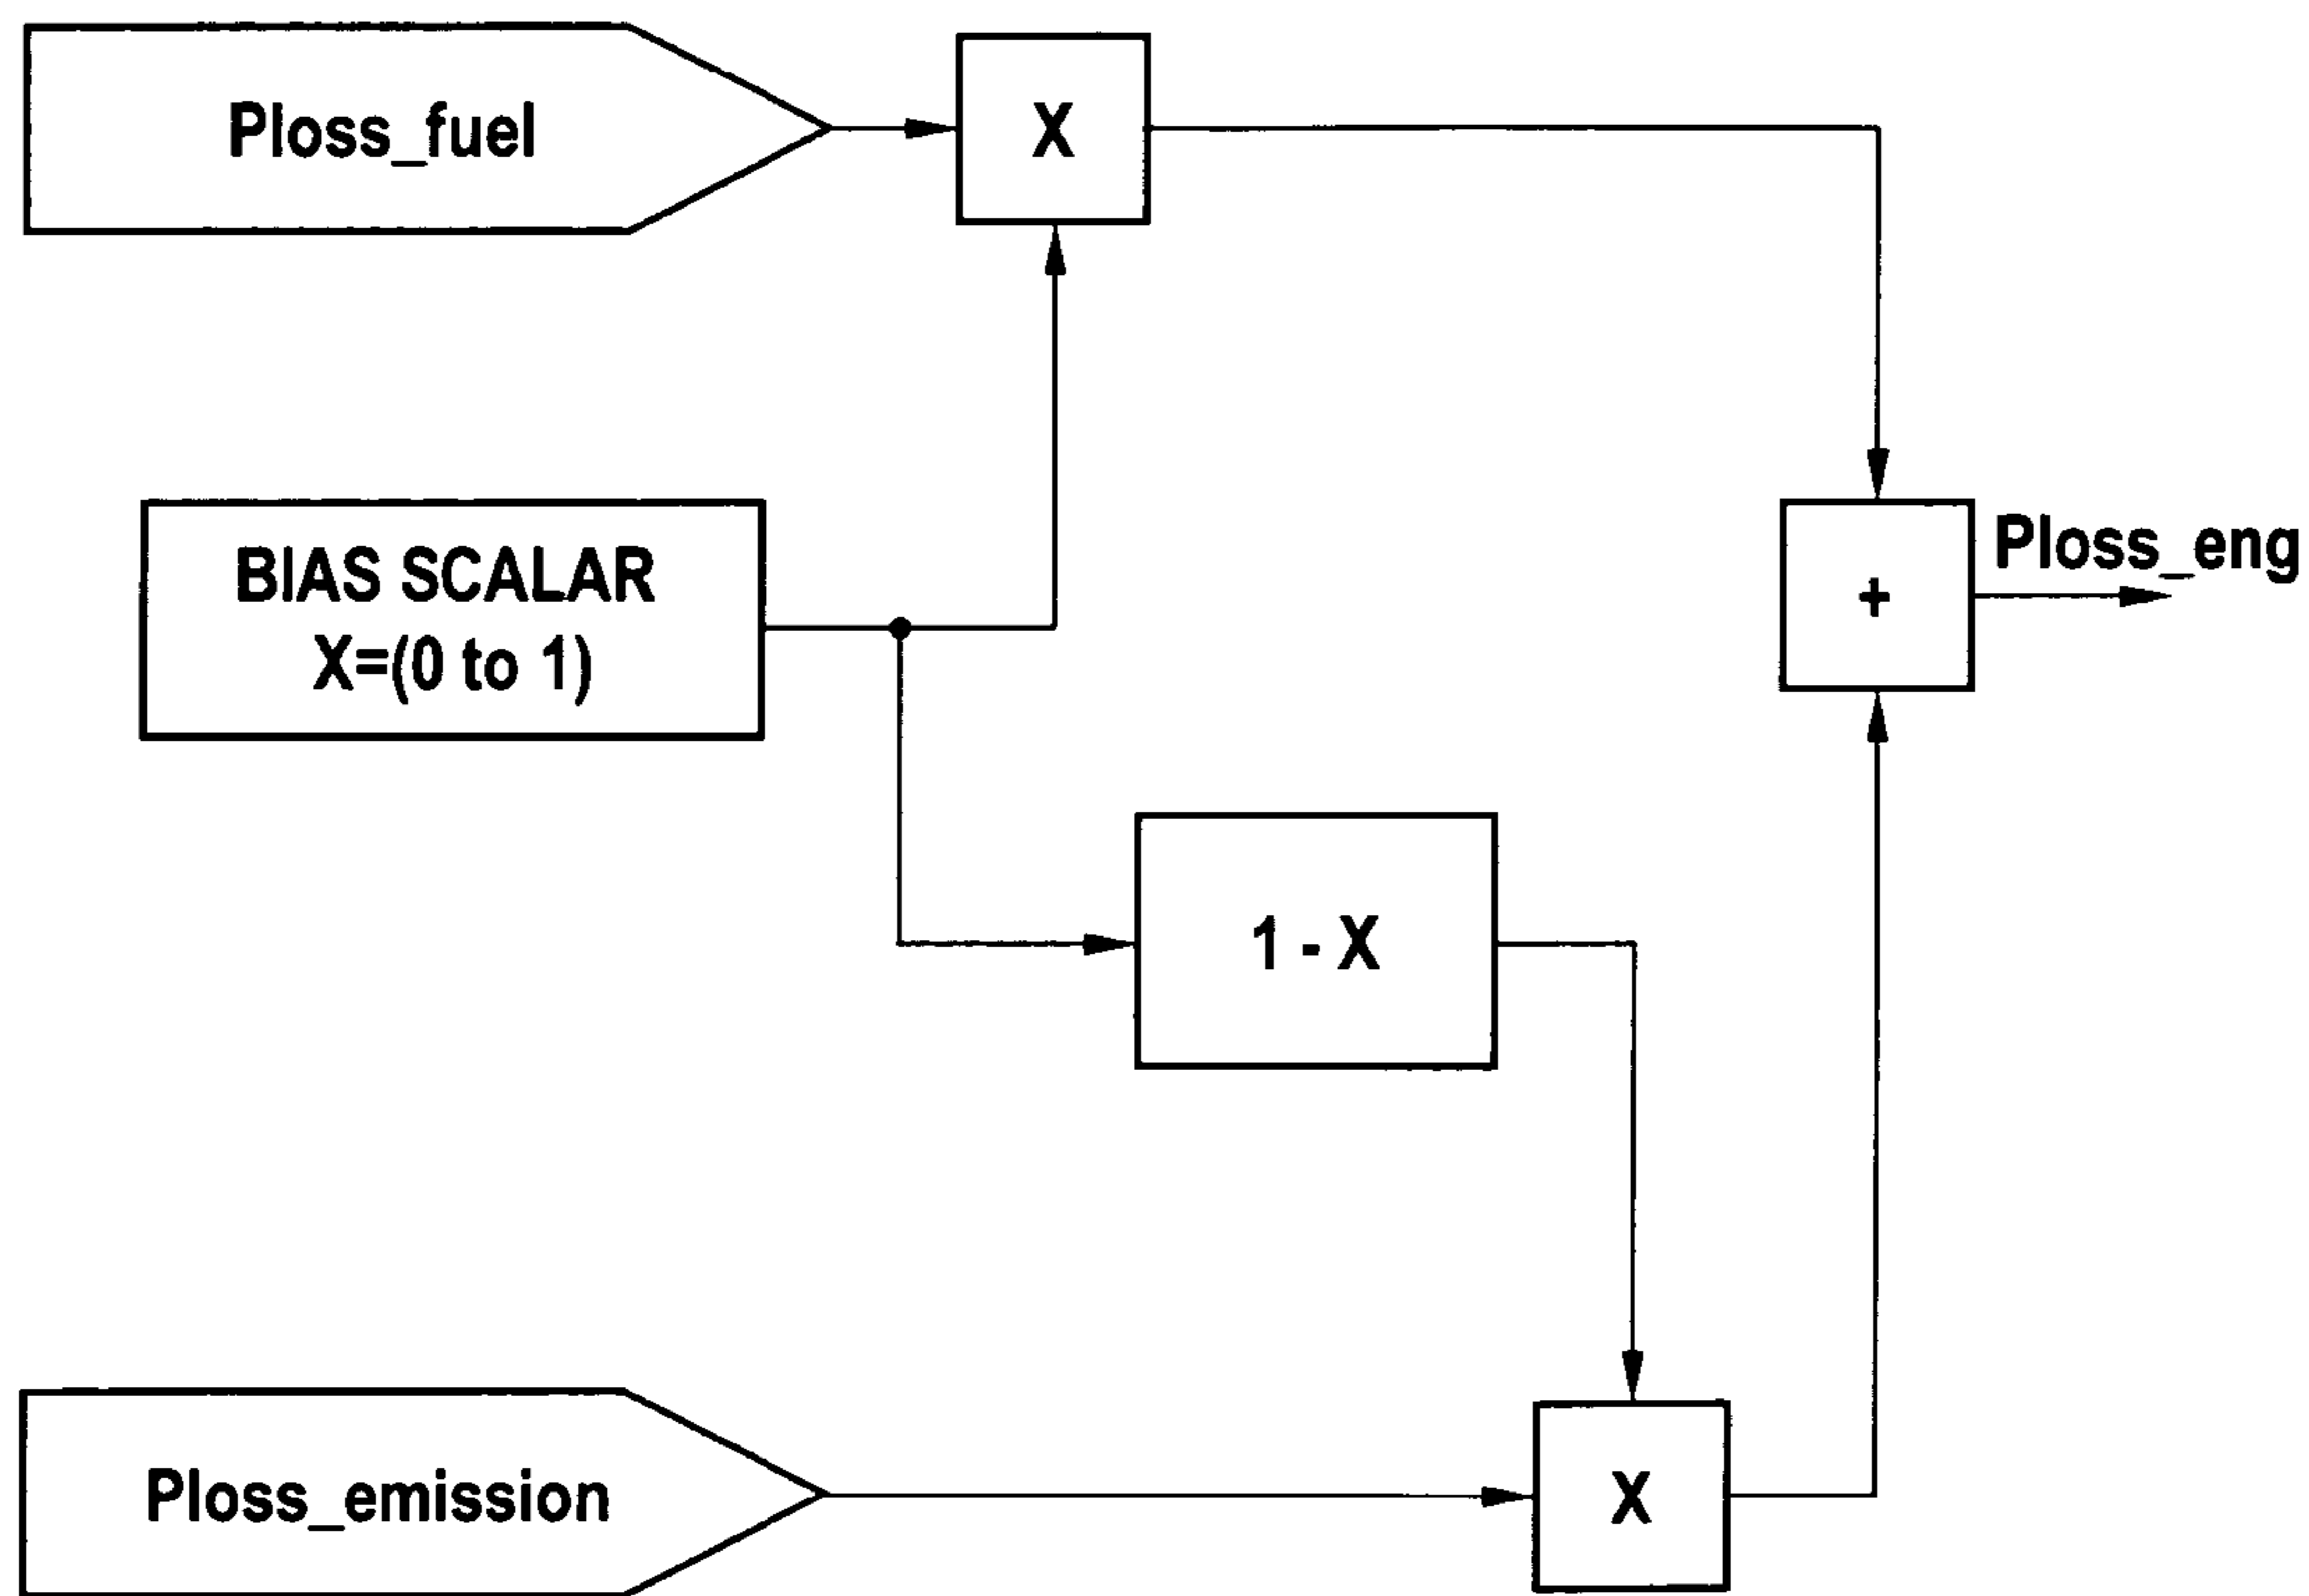 Ploss_fuel
X
BIAS SCALAR
X=(0 to 1)
+
Ploss_eng
1 - X
Ploss_emission
X